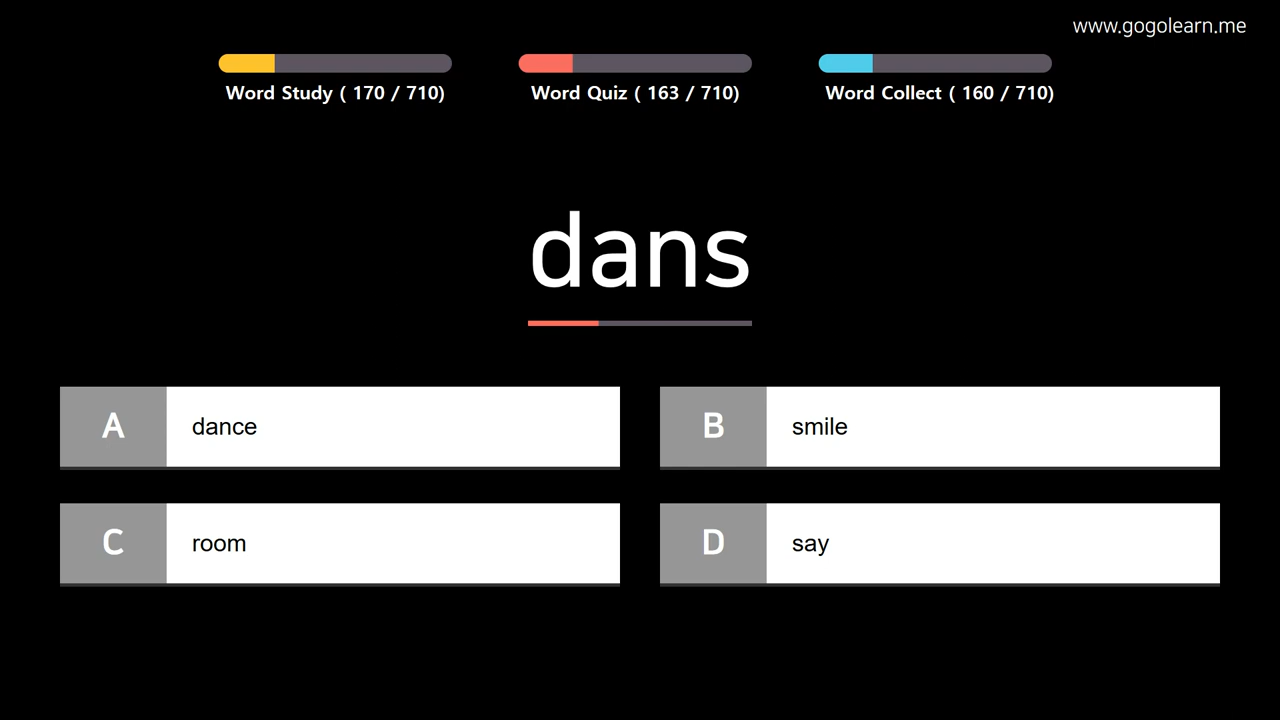 www.gogolearn.me
Word Study ( 170 / 710)
Word Quiz ( 163 / 710)
Word Collect ( 160 / 710)
dans
A dance
B smile
C room
D say